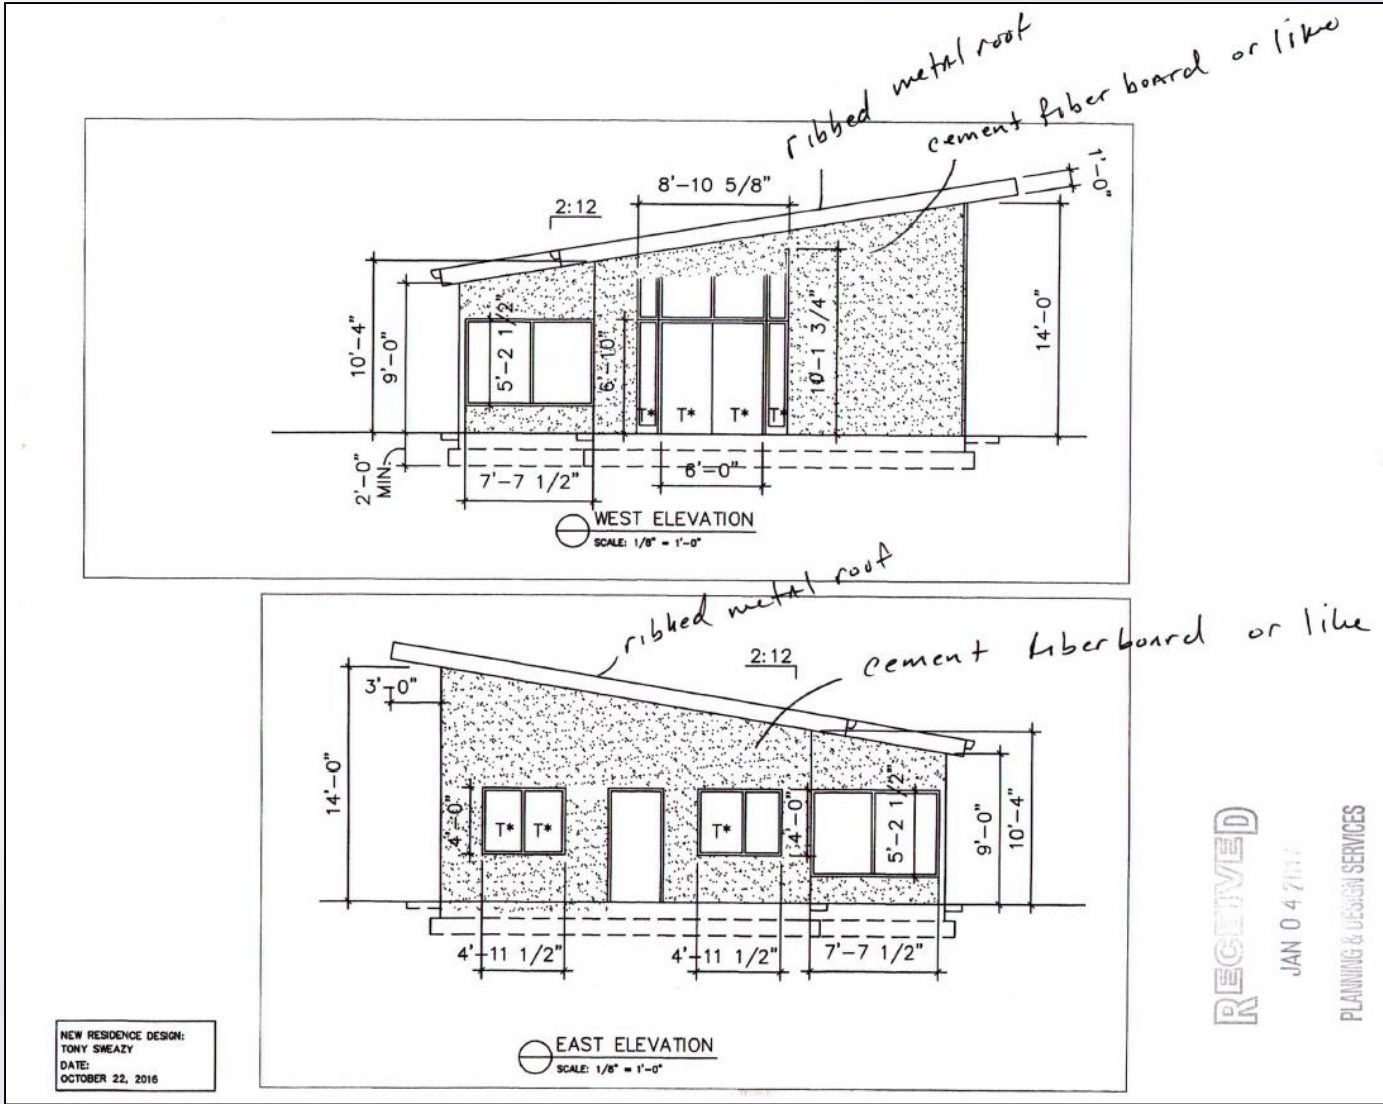 ribbed metal roof
cement fiber board or like
1'-0"
8'-10 5/8"
2:12
10'-4"
9'-0"
5'-2 1/2"
6'-10"
10'-1 3/4"
14'-0"
T* T* T* T*
2'-0"
MIN.
7'-7 1/2"
6'-0"
WEST ELEVATION
SCALE: 1/8" = 1'-0"
ribbed metal roof
cement fiberboard or like
2:12
3'-0"
14'-0"
4'-0"
T* T*
T*
4'-0"
5'-2 1/2"
9'-0"
10'-4"
4'-11 1/2"
4'-11 1/2"
7'-7 1/2"
EAST ELEVATION
SCALE: 1/8" = 1'-0"
NEW RESIDENCE DESIGN:
TONY SWEAZY
DATE:
OCTOBER 22, 2016
RECEIVED
JAN 04 2017
PLANNING & DESIGN SERVICES